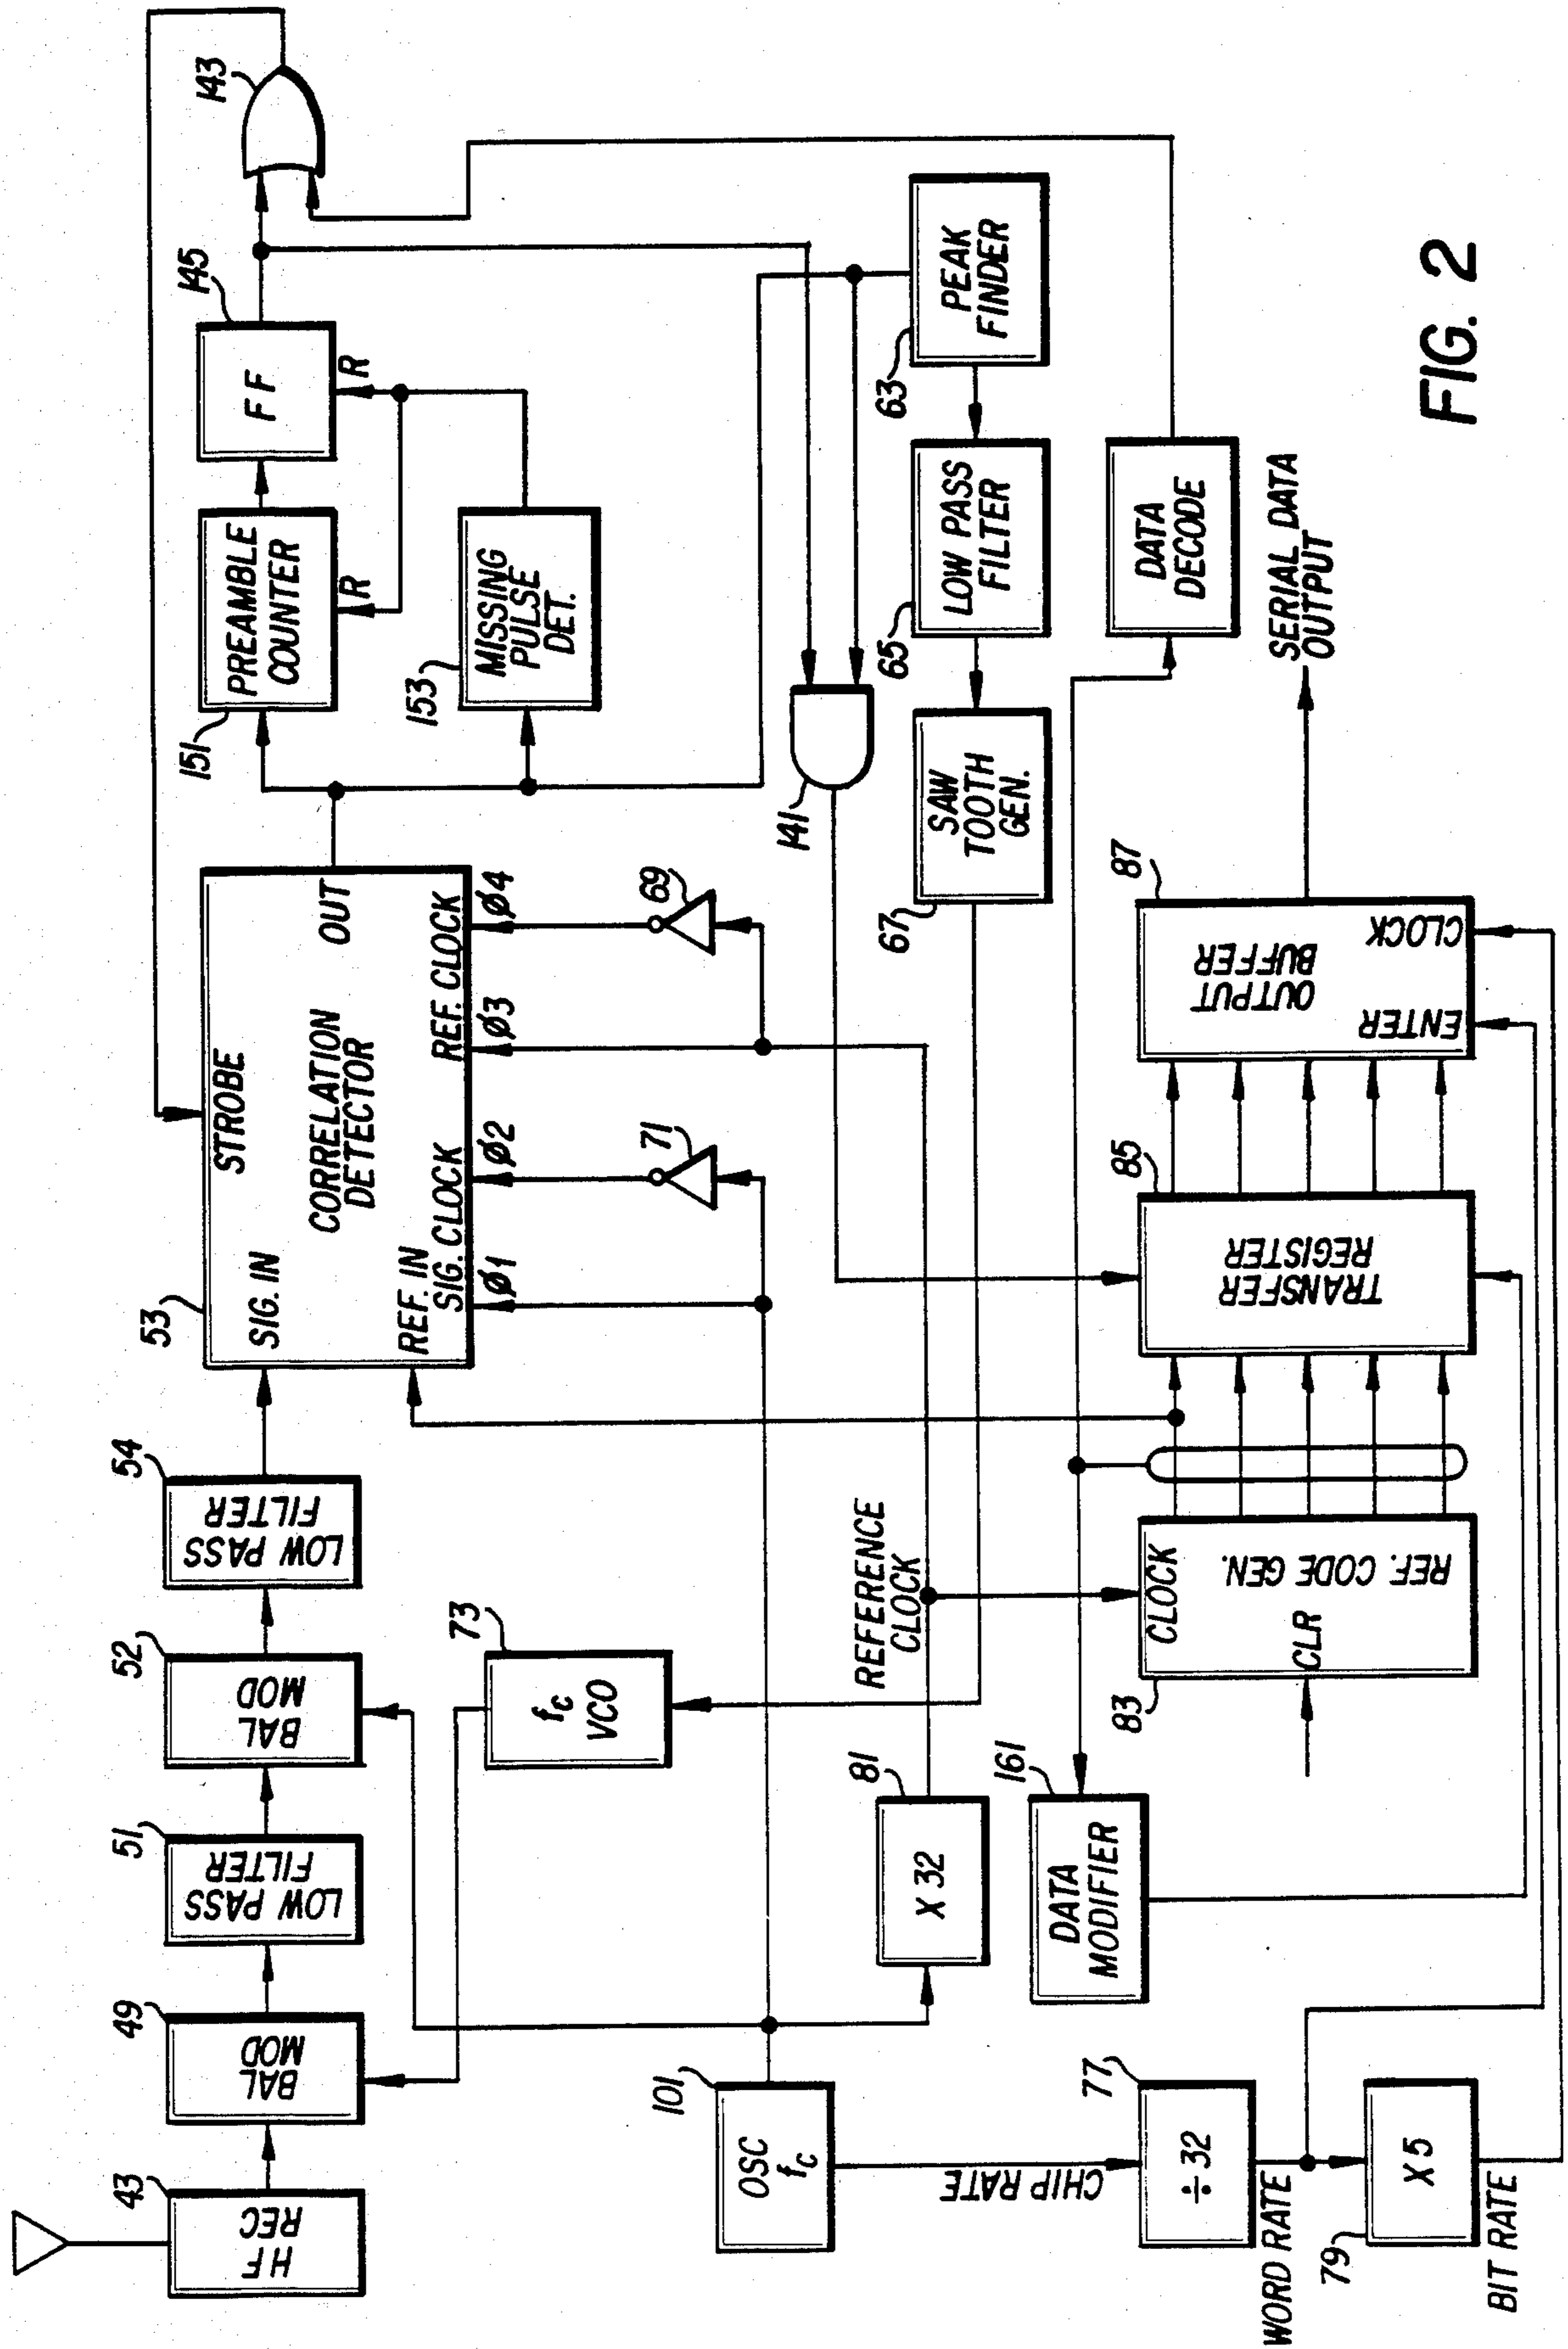 43
HF
REC
49
BAL
MOD
51
LOW PASS
FILTER
52
BAL
MOD
54
LOW PASS
FILTER
53
SIG. IN
STROBE
CORRELATION
DETECTOR
OUT
REF. IN
SIG. CLOCK
REF. CLOCK
Ø1
Ø2
Ø3
Ø4
151
PREAMBLE
COUNTER
R
145
FF
R
143
153
MISSING
PULSE
DET.
73
fc
VCO
71
69
141
101
OSC
fc
81
X 32
REFERENCE
CLOCK
67
SAW
TOOTH
GEN.
65
LOW PASS
FILTER
63
PEAK
FINDER
161
DATA
MODIFIER
DATA
DECODE
CHIP RATE
77
÷32
WORD RATE
79
X 5
BIT RATE
83
CLOCK
REF. CODE GEN.
CLR
85
TRANSFER
REGISTER
87
OUTPUT
BUFFER
ENTER
CLOCK
SERIAL DATA
OUTPUT
FIG. 2